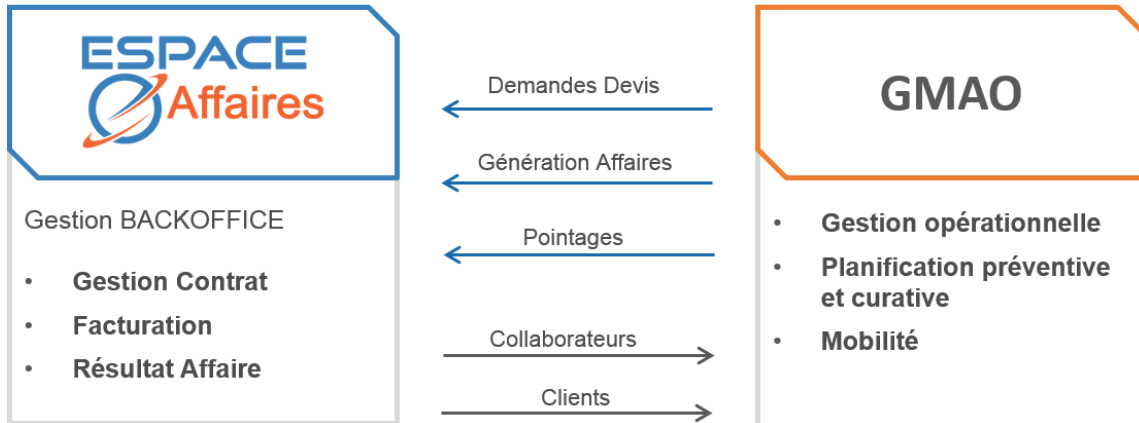 ESPACE
Affaires
Gestion BACKOFFICE
• Gestion Contrat
• Facturation
• Résultat Affaire
Demandes Devis
Génération Affaires
Pointages
Collaborateurs
Clients
GMAO
• Gestion opérationnelle
• Planification préventive
et curative
• Mobilité